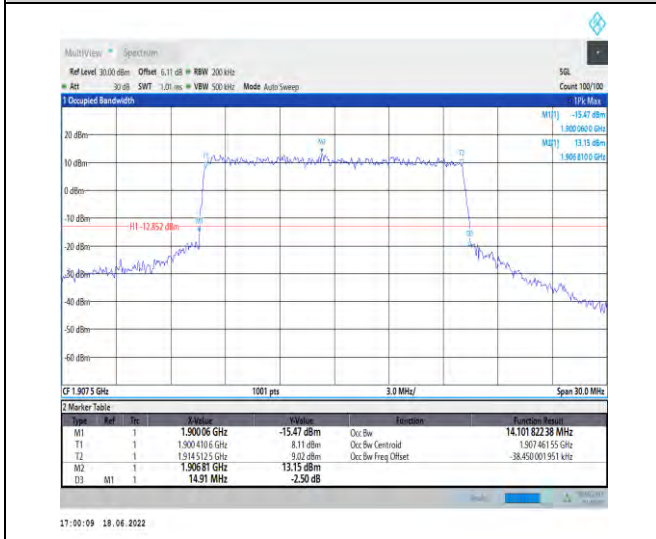 MultiView Spectrum
Ref Level 30.00 dBm Offset 6.11 dB RBW 200 kHz SGL
Att 30 dB SWT 1.01 ms VBW 500 kHz Mode Auto Sweep Count 100/100
1 Occupied Bandwidth 1Pk Max
M1[1] -15.47 dBm
1.900 060 0 GHz
20 dBm M2[1] 13.15 dBm
1.906 810 0 GHz
M2
T1 T2
10 dBm
0 dBm
-10 dBm
H1 -12.852 dBm
M1
D3
-20 dBm
-30 dBm
-40 dBm
-50 dBm
-60 dBm
CF 1.907 5 GHz 1001 pts 3.0 MHz/ Span 30.0 MHz
2 Marker Table
Type Ref Trc X-Value Y-Value Function Function Result
M1 1 1.900 06 GHz -15.47 dBm Occ Bw 14.101 822 38 MHz
T1 1 1.900 410 6 GHz 8.11 dBm Occ Bw Centroid 1.907 461 55 GHz
T2 1 1.914 512 5 GHz 9.02 dBm Occ Bw Freq Offset -38.450 001 951 kHz
M2 1 1.906 81 GHz 13.15 dBm
D3 M1 1 14.91 MHz -2.50 dB
17:00:09 18.06.2022